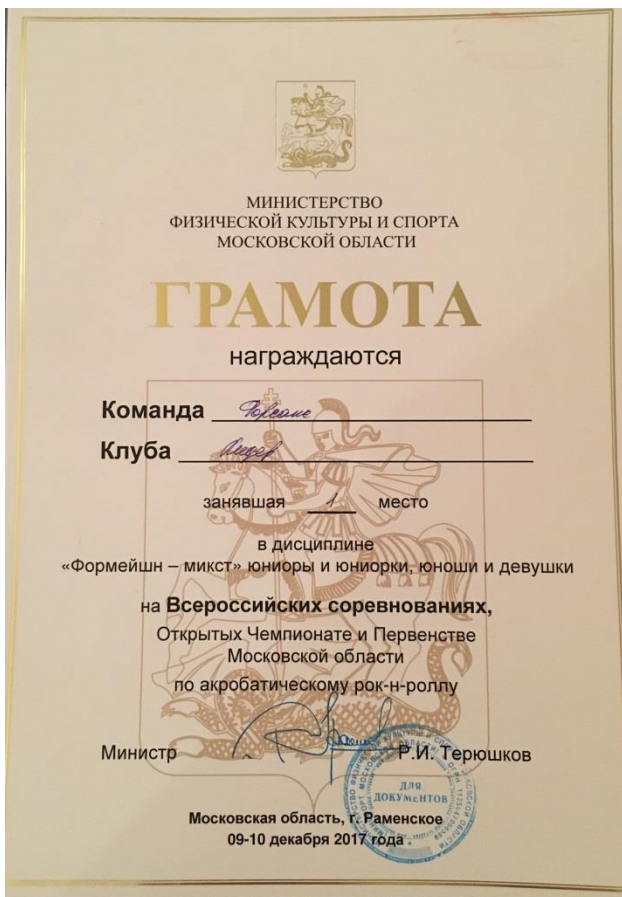 МИНИСТЕРСТВО
ФИЗИЧЕСКОЙ КУЛЬТУРЫ И СПОРТА
МОСКОВСКОЙ ОБЛАСТИ
ГРАМОТА
награждаются
Команда
Клуба Лидер
занявшая 1 место
в дисциплине
«Формейшн – микст» юниоры и юниорки, юноши и девушки
на Всероссийских соревнованиях,
Открытых Чемпионате и Первенстве
Московской области
по акробатическому рок-н-роллу
Министр Р.И. Терюшков
ДЛЯ
ДОКУМЕНТОВ
Московская область, г. Раменское
09-10 декабря 2017 года